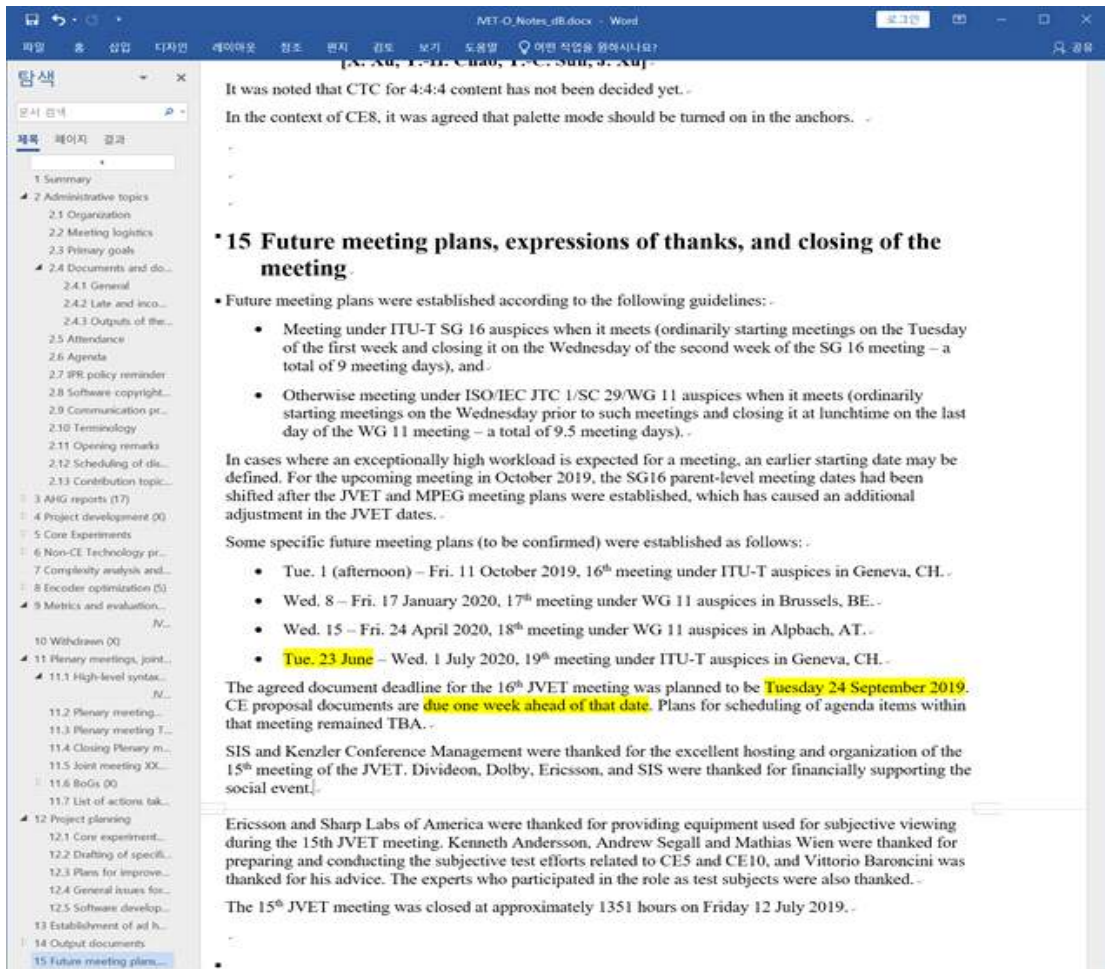 JVET-O_Notes_dB.docx - Word
로그인
파일 홈 삽입 디자인 레이아웃 참조 편지 검토 보기 도움말 어떤 작업을 원하시나요? 공유
탐색
문서 검색
제목 페이지 결과
1 Summary
2 Administrative topics
2.1 Organization
2.2 Meeting logistics
2.3 Primary goals
2.4 Documents and do...
2.4.1 General
2.4.2 Late and inco...
2.4.3 Outputs of the...
2.5 Attendance
2.6 Agenda
2.7 IPR policy reminder
2.8 Software copyright...
2.9 Communication pr...
2.10 Terminology
2.11 Opening remarks
2.12 Scheduling of dis...
2.13 Contribution topic...
3 AHG reports (17)
4 Project development (X)
5 Core Experiments
6 Non-CE Technology pr...
7 Complexity analysis and...
8 Encoder optimization (5)
9 Metrics and evaluation...
JV...
10 Withdrawn (X)
11 Plenary meetings, joint...
11.1 High-level syntax...
JV...
11.2 Plenary meeting...
11.3 Plenary meeting T...
11.4 Closing Plenary m...
11.5 Joint meeting XX...
11.6 BoGs (X)
11.7 List of actions tak...
12 Project planning
12.1 Core experiment...
12.2 Drafting of specifi...
12.3 Plans for improve...
12.4 General issues for...
12.5 Software develop...
13 Establishment of ad h...
14 Output documents
15 Future meeting plans,...
[X. Xu, Y.-H. Chao, Y.-C. Sun, J. Xu]
It was noted that CTC for 4:4:4 content has not been decided yet.
In the context of CE8, it was agreed that palette mode should be turned on in the anchors.
15 Future meeting plans, expressions of thanks, and closing of the
meeting
Future meeting plans were established according to the following guidelines:
• Meeting under ITU-T SG 16 auspices when it meets (ordinarily starting meetings on the Tuesday
of the first week and closing it on the Wednesday of the second week of the SG 16 meeting – a
total of 9 meeting days), and
• Otherwise meeting under ISO/IEC JTC 1/SC 29/WG 11 auspices when it meets (ordinarily
starting meetings on the Wednesday prior to such meetings and closing it at lunchtime on the last
day of the WG 11 meeting – a total of 9.5 meeting days).
In cases where an exceptionally high workload is expected for a meeting, an earlier starting date may be
defined. For the upcoming meeting in October 2019, the SG16 parent-level meeting dates had been
shifted after the JVET and MPEG meeting plans were established, which has caused an additional
adjustment in the JVET dates.
Some specific future meeting plans (to be confirmed) were established as follows:
• Tue. 1 (afternoon) – Fri. 11 October 2019, 16th meeting under ITU-T auspices in Geneva, CH.
• Wed. 8 – Fri. 17 January 2020, 17th meeting under WG 11 auspices in Brussels, BE.
• Wed. 15 – Fri. 24 April 2020, 18th meeting under WG 11 auspices in Alpbach, AT.
• Tue. 23 June – Wed. 1 July 2020, 19th meeting under ITU-T auspices in Geneva, CH.
The agreed document deadline for the 16th JVET meeting was planned to be Tuesday 24 September 2019.
CE proposal documents are due one week ahead of that date. Plans for scheduling of agenda items within
that meeting remained TBA.
SIS and Kenzler Conference Management were thanked for the excellent hosting and organization of the
15th meeting of the JVET. Divideon, Dolby, Ericsson, and SIS were thanked for financially supporting the
social event.
Ericsson and Sharp Labs of America were thanked for providing equipment used for subjective viewing
during the 15th JVET meeting. Kenneth Andersson, Andrew Segall and Mathias Wien were thanked for
preparing and conducting the subjective test efforts related to CE5 and CE10, and Vittorio Baroncini was
thanked for his advice. The experts who participated in the role as test subjects were also thanked.
The 15th JVET meeting was closed at approximately 1351 hours on Friday 12 July 2019.